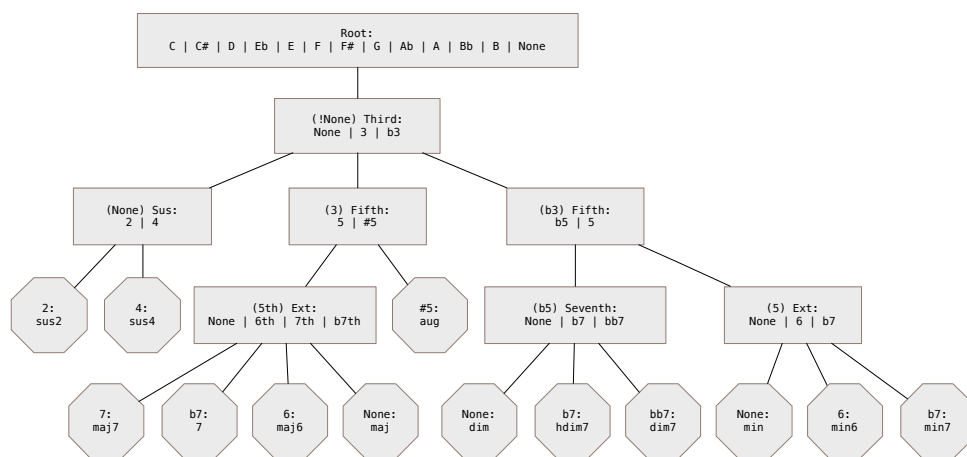 Root:
C | C# | D | Eb | E | F | F# | G | Ab | A | Bb | B | None
(!None) Third:
None | 3 | b3
(None) Sus:
2 | 4
(3) Fifth:
5 | #5
(b3) Fifth:
b5 | 5
2:
sus2
4:
sus4
(5th) Ext:
None | 6th | 7th | b7th
#5:
aug
(b5) Seventh:
None | b7 | bb7
(5) Ext:
None | 6 | b7
7:
maj7
b7:
7
6:
maj6
None:
maj
None:
dim
b7:
hdim7
bb7:
dim7
None:
min
6:
min6
b7:
min7